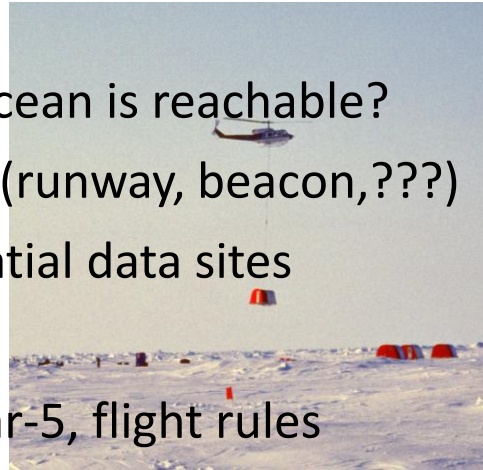 cean is reachable?
(runway, beacon,???)
tial data sites
r-5, flight rules